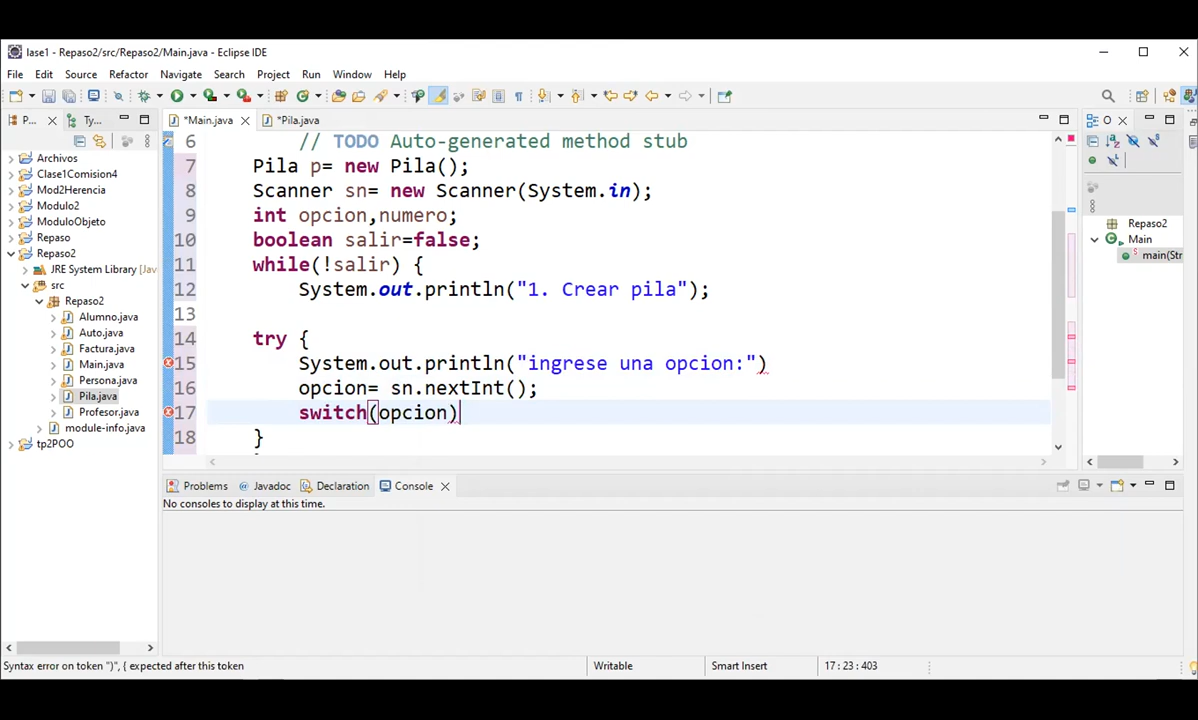 lase1 - Repaso2/src/Repaso2/Main.java - Eclipse IDE
File Edit Source Refactor Navigate Search Project Run Window Help
P... Ty... *Main.java *Pila.java O
Archivos
Clase1Comision4
Mod2Herencia
Modulo2
ModuloObjeto
Repaso
Repaso2
JRE System Library [Jav
src
Repaso2
Alumno.java
Auto.java
Factura.java
Main.java
Persona.java
Pila.java
Profesor.java
module-info.java
tp2POO
6 // TODO Auto-generated method stub
7 Pila p= new Pila();
8 Scanner sn= new Scanner(System.in);
9 int opcion,numero;
10 boolean salir=false;
11 while(!salir) {
12 System.out.println("1. Crear pila");
13
14 try {
15 System.out.println("ingrese una opcion:")
16 opcion= sn.nextInt();
17 switch(opcion)
18 }
Repaso2
Main
main(Str
Problems Javadoc Declaration Console
No consoles to display at this time.
Syntax error on token ")", { expected after this token Writable Smart Insert 17 : 23 : 403